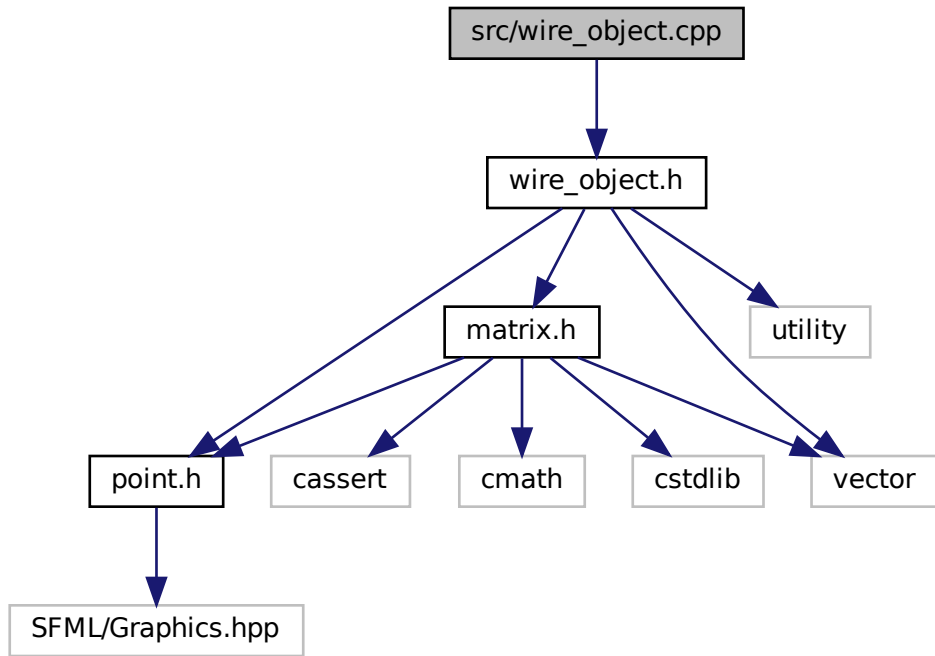 src/wire_object.cpp
wire_object.h
matrix.h
utility
point.h
cassert
cmath
cstdlib
vector
SFML/Graphics.hpp